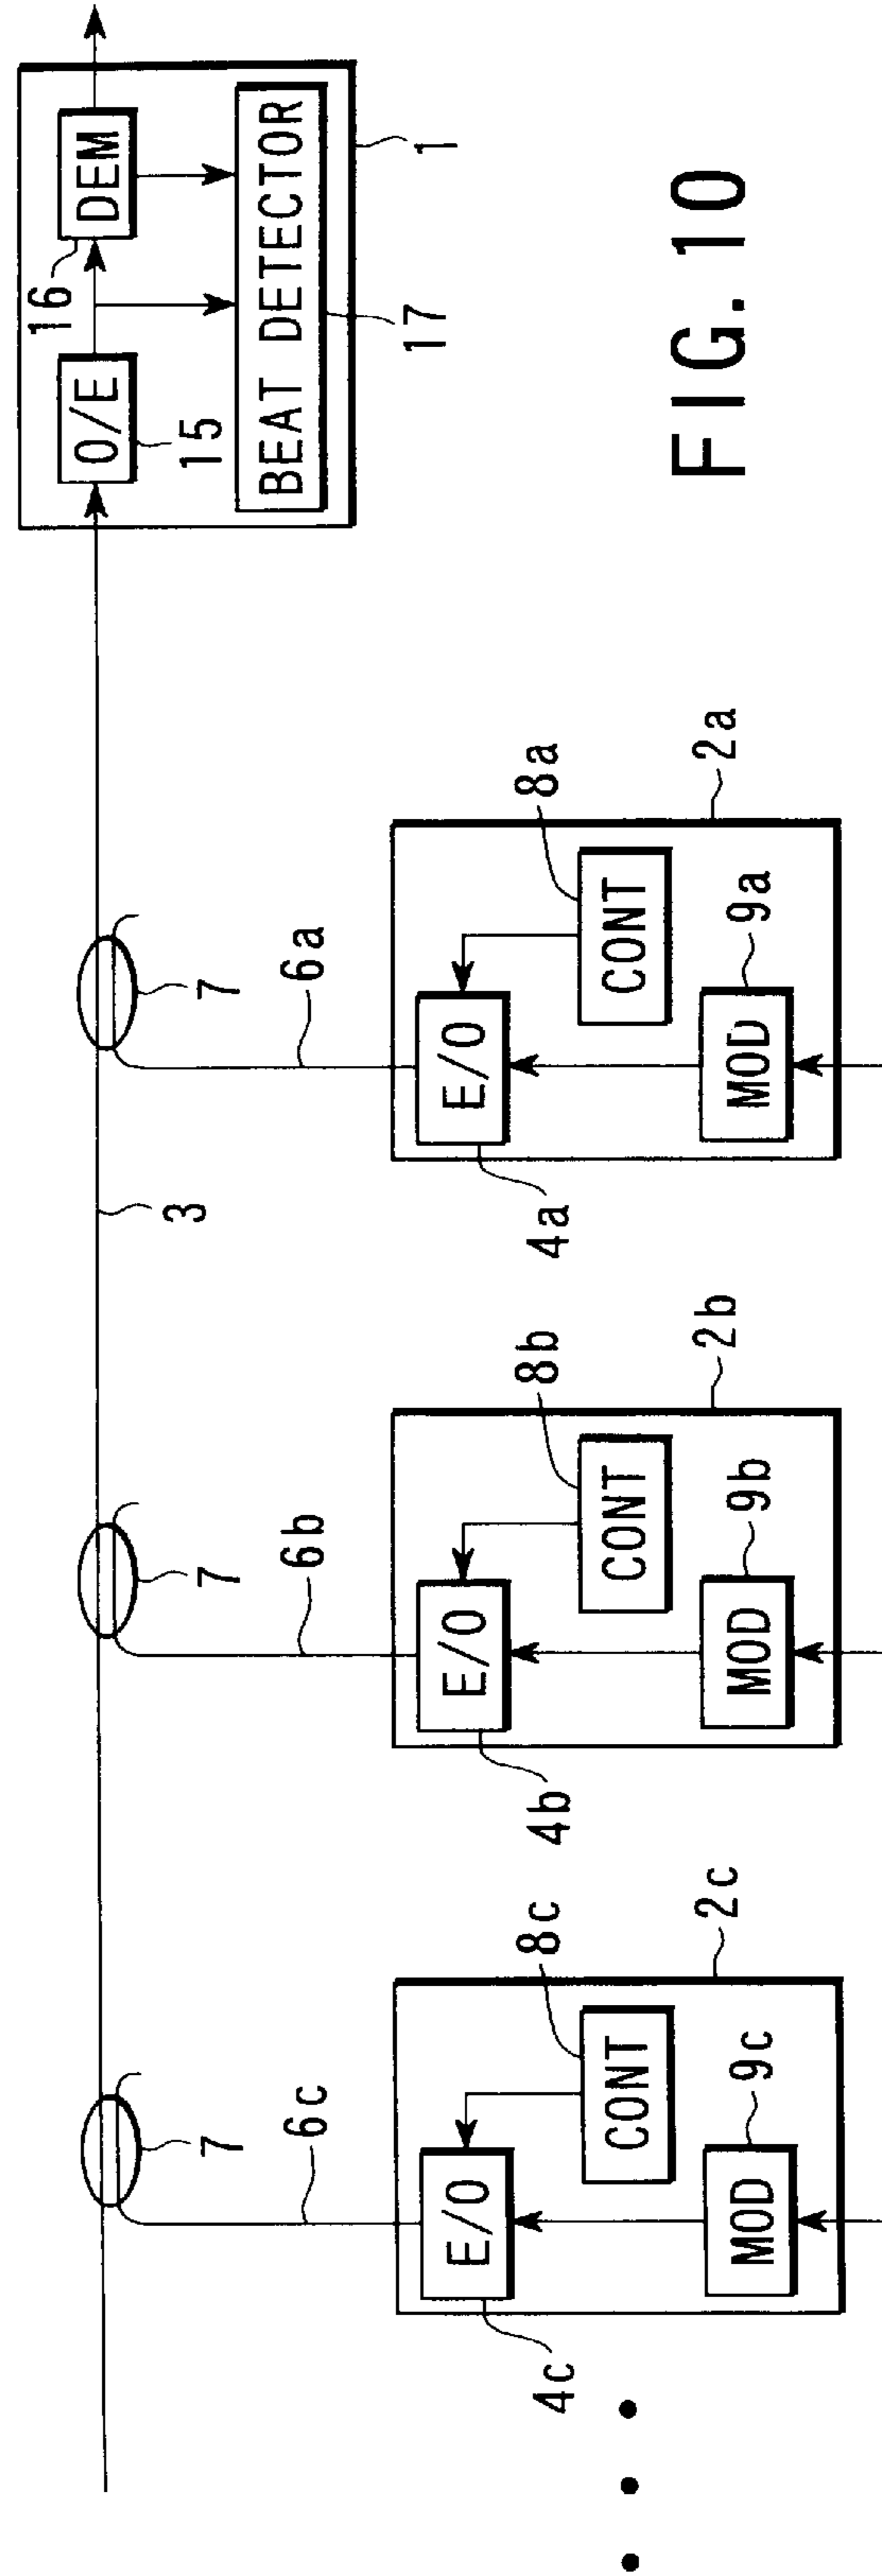 16
DEM
O/E
15
BEAT DETECTOR
17
1
FIG. 10
7
6a
8a
2a
E/O
CONT
MOD
9a
4a
3
7
6b
8b
2b
E/O
CONT
MOD
9b
4b
7
6c
8c
2c
E/O
CONT
MOD
9c
4c